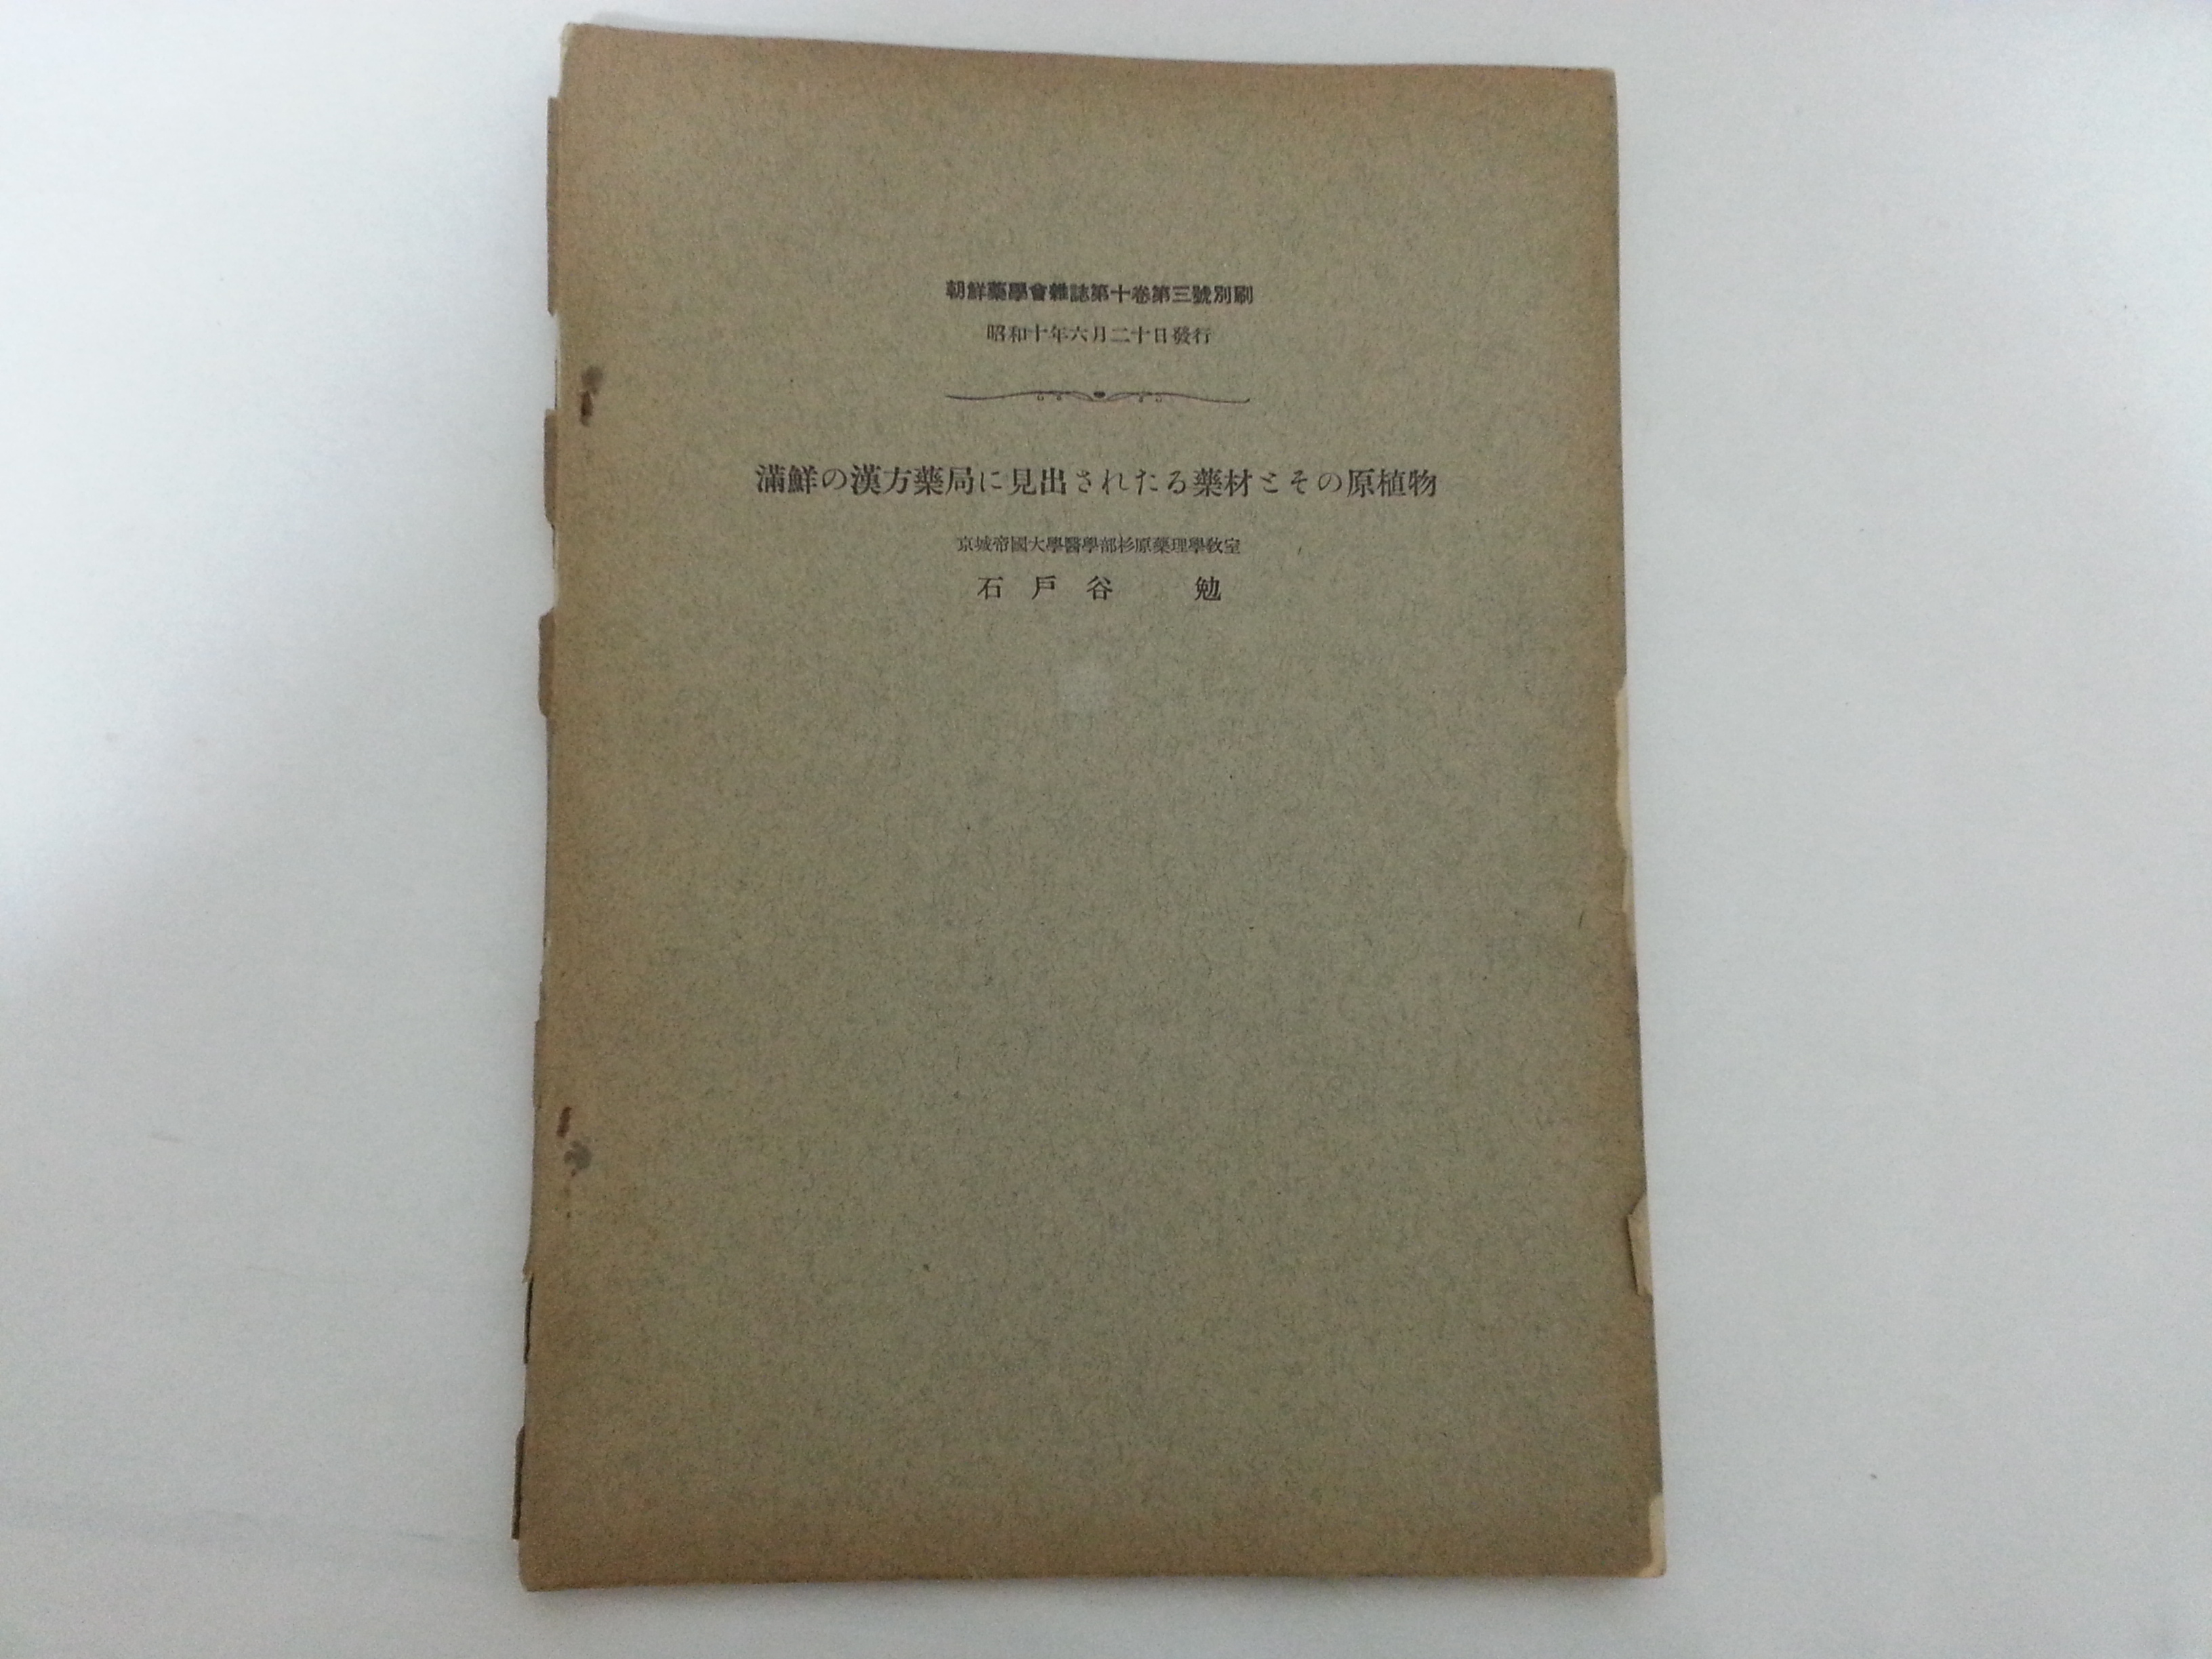 朝鮮藥學會雜誌第十卷第三號別刷
昭和十年六月二十日發行
滿鮮の漢方藥局に見出されたる藥材とその原植物
京城帝國大學醫學部杉原藥理學敎室
石戶谷 勉